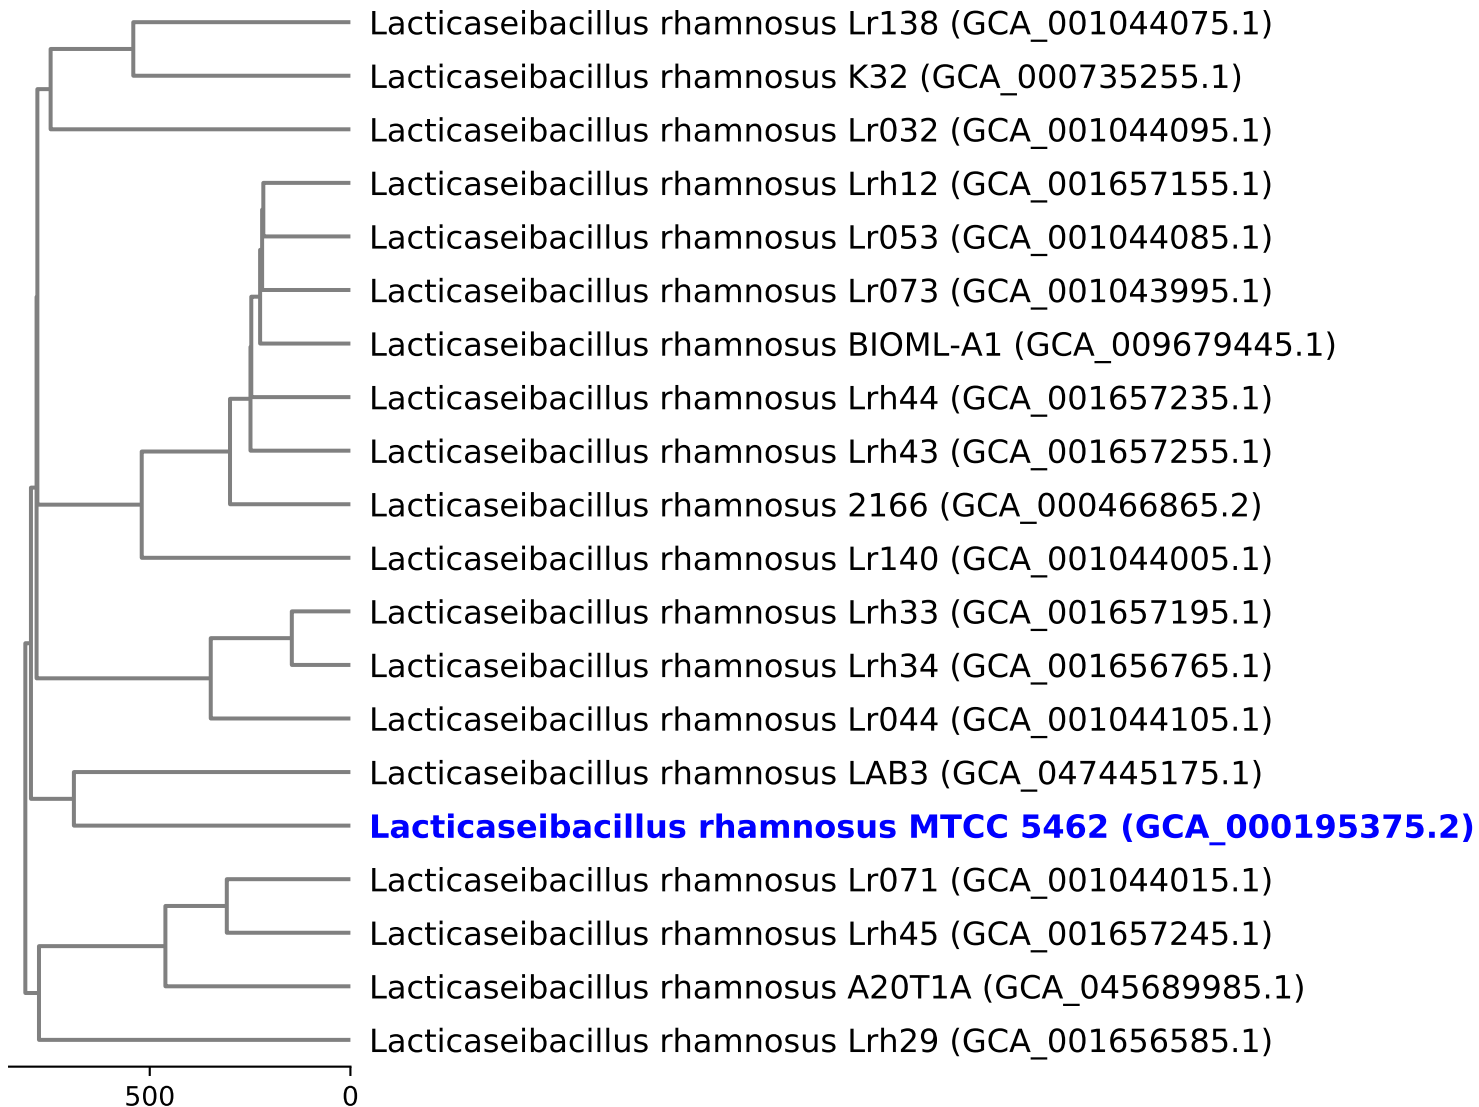 Lacticaseibacillus rhamnosus Lr138 (GCA_001044075.1)
Lacticaseibacillus rhamnosus K32 (GCA_000735255.1)
Lacticaseibacillus rhamnosus Lr032 (GCA_001044095.1)
Lacticaseibacillus rhamnosus Lrh12 (GCA_001657155.1)
Lacticaseibacillus rhamnosus Lr053 (GCA_001044085.1)
Lacticaseibacillus rhamnosus Lr073 (GCA_001043995.1)
Lacticaseibacillus rhamnosus BIOML-A1 (GCA_009679445.1)
Lacticaseibacillus rhamnosus Lrh44 (GCA_001657235.1)
Lacticaseibacillus rhamnosus Lrh43 (GCA_001657255.1)
Lacticaseibacillus rhamnosus 2166 (GCA_000466865.2)
Lacticaseibacillus rhamnosus Lr140 (GCA_001044005.1)
Lacticaseibacillus rhamnosus Lrh33 (GCA_001657195.1)
Lacticaseibacillus rhamnosus Lrh34 (GCA_001656765.1)
Lacticaseibacillus rhamnosus Lr044 (GCA_001044105.1)
Lacticaseibacillus rhamnosus LAB3 (GCA_047445175.1)
Lacticaseibacillus rhamnosus MTCC 5462 (GCA_000195375.2)
Lacticaseibacillus rhamnosus Lr071 (GCA_001044015.1)
Lacticaseibacillus rhamnosus Lrh45 (GCA_001657245.1)
Lacticaseibacillus rhamnosus A20T1A (GCA_045689985.1)
Lacticaseibacillus rhamnosus Lrh29 (GCA_001656585.1)
500 0